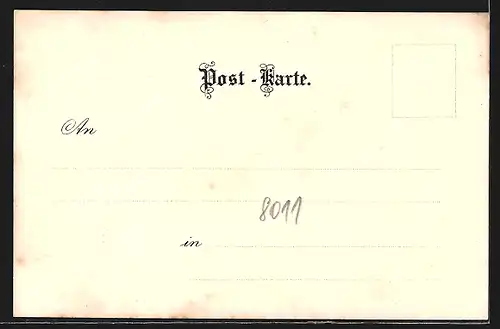 Post - Karte.
An
8011
in